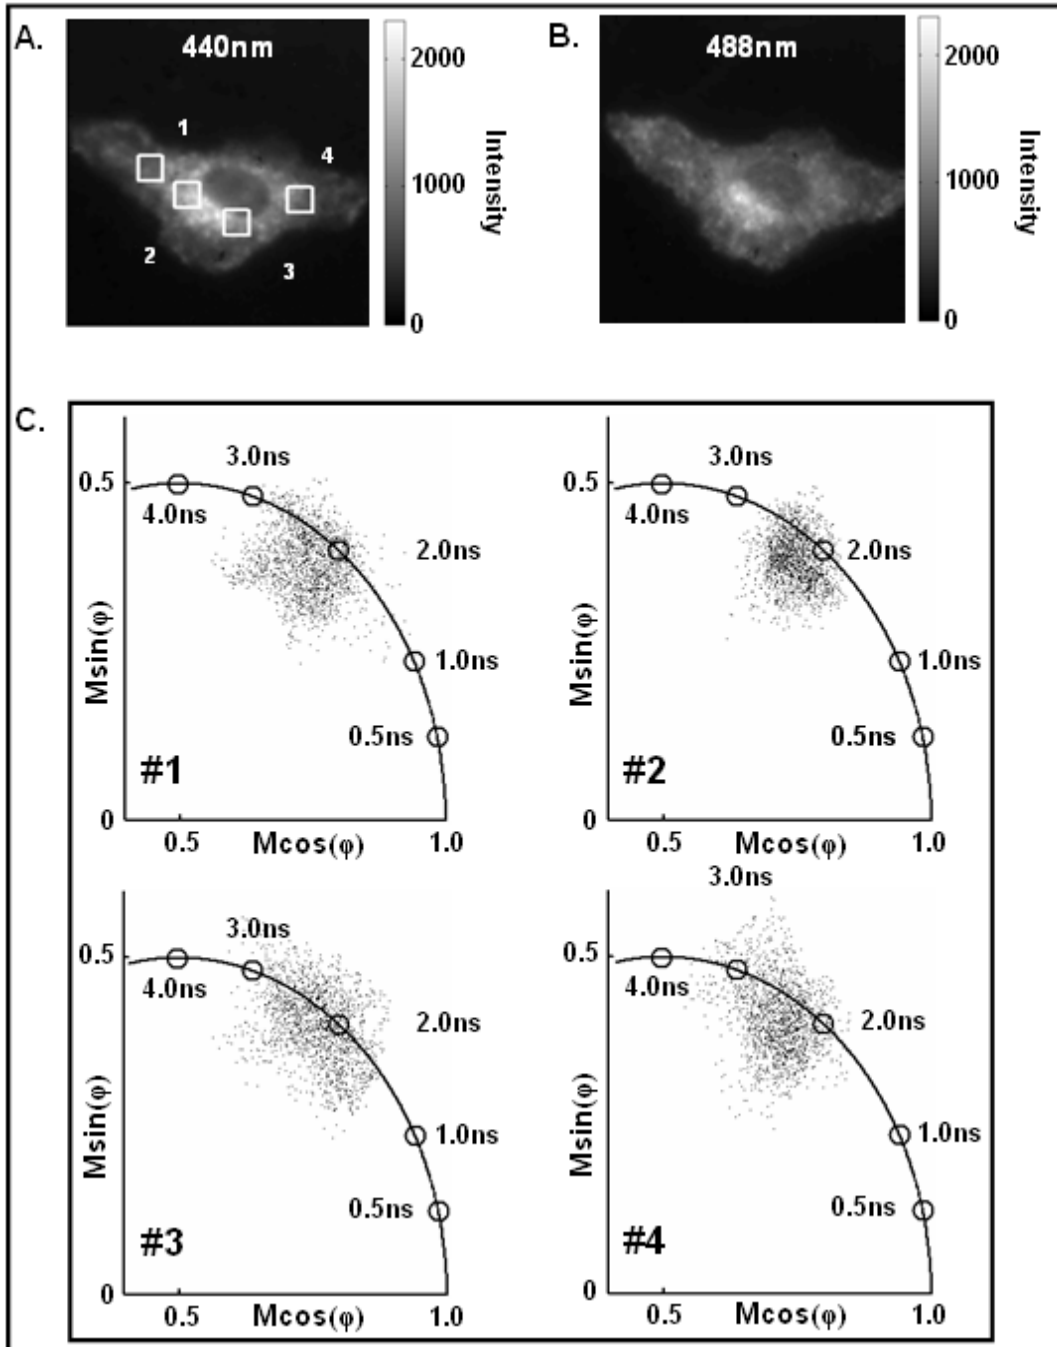 A.
440nm
1
4
2
3
2000
1000
0
Intensity
B.
488nm
2000
1000
0
Intensity
C.
3.0ns
0.5
4.0ns
2.0ns
Msin(φ)
1.0ns
0.5ns
#1
0
0.5
Mcos(φ)
1.0
3.0ns
0.5
4.0ns
2.0ns
Msin(φ)
1.0ns
0.5ns
#2
0
0.5
Mcos(φ)
1.0
3.0ns
0.5
4.0ns
2.0ns
Msin(φ)
1.0ns
0.5ns
#3
0
0.5
Mcos(φ)
1.0
3.0ns
0.5
4.0ns
2.0ns
Msin(φ)
1.0ns
0.5ns
#4
0
0.5
Mcos(φ)
1.0